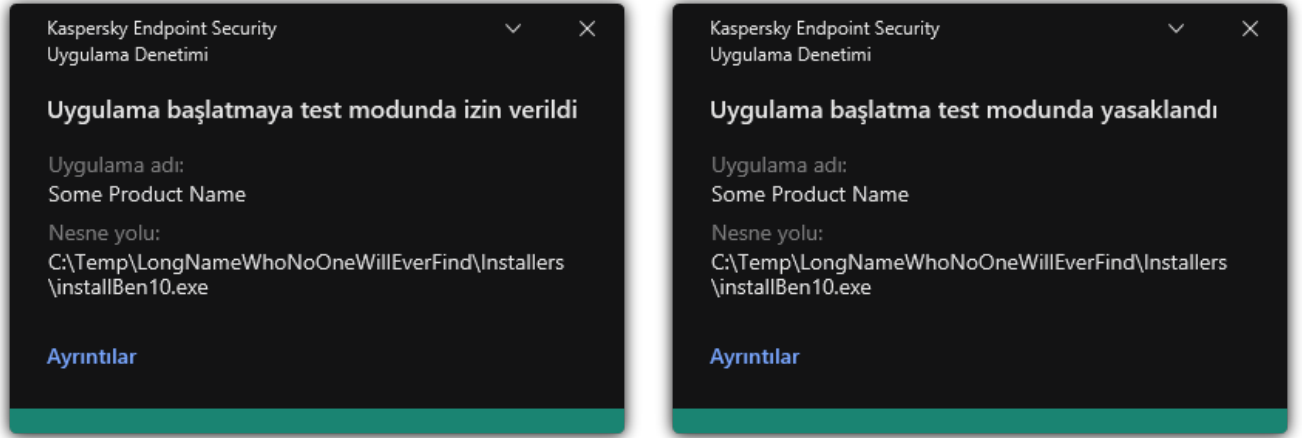 Kaspersky Endpoint Security
Uygulama Denetimi
Uygulama başlatmaya test modunda izin verildi
Uygulama adı:
Some Product Name
Nesne yolu:
C:\Temp\LongNameWhoNoOneWillEverFind\Installers
\installBen10.exe
Ayrıntılar
Kaspersky Endpoint Security
Uygulama Denetimi
Uygulama başlatma test modunda yasaklandı
Uygulama adı:
Some Product Name
Nesne yolu:
C:\Temp\LongNameWhoNoOneWillEverFind\Installers
\installBen10.exe
Ayrıntılar